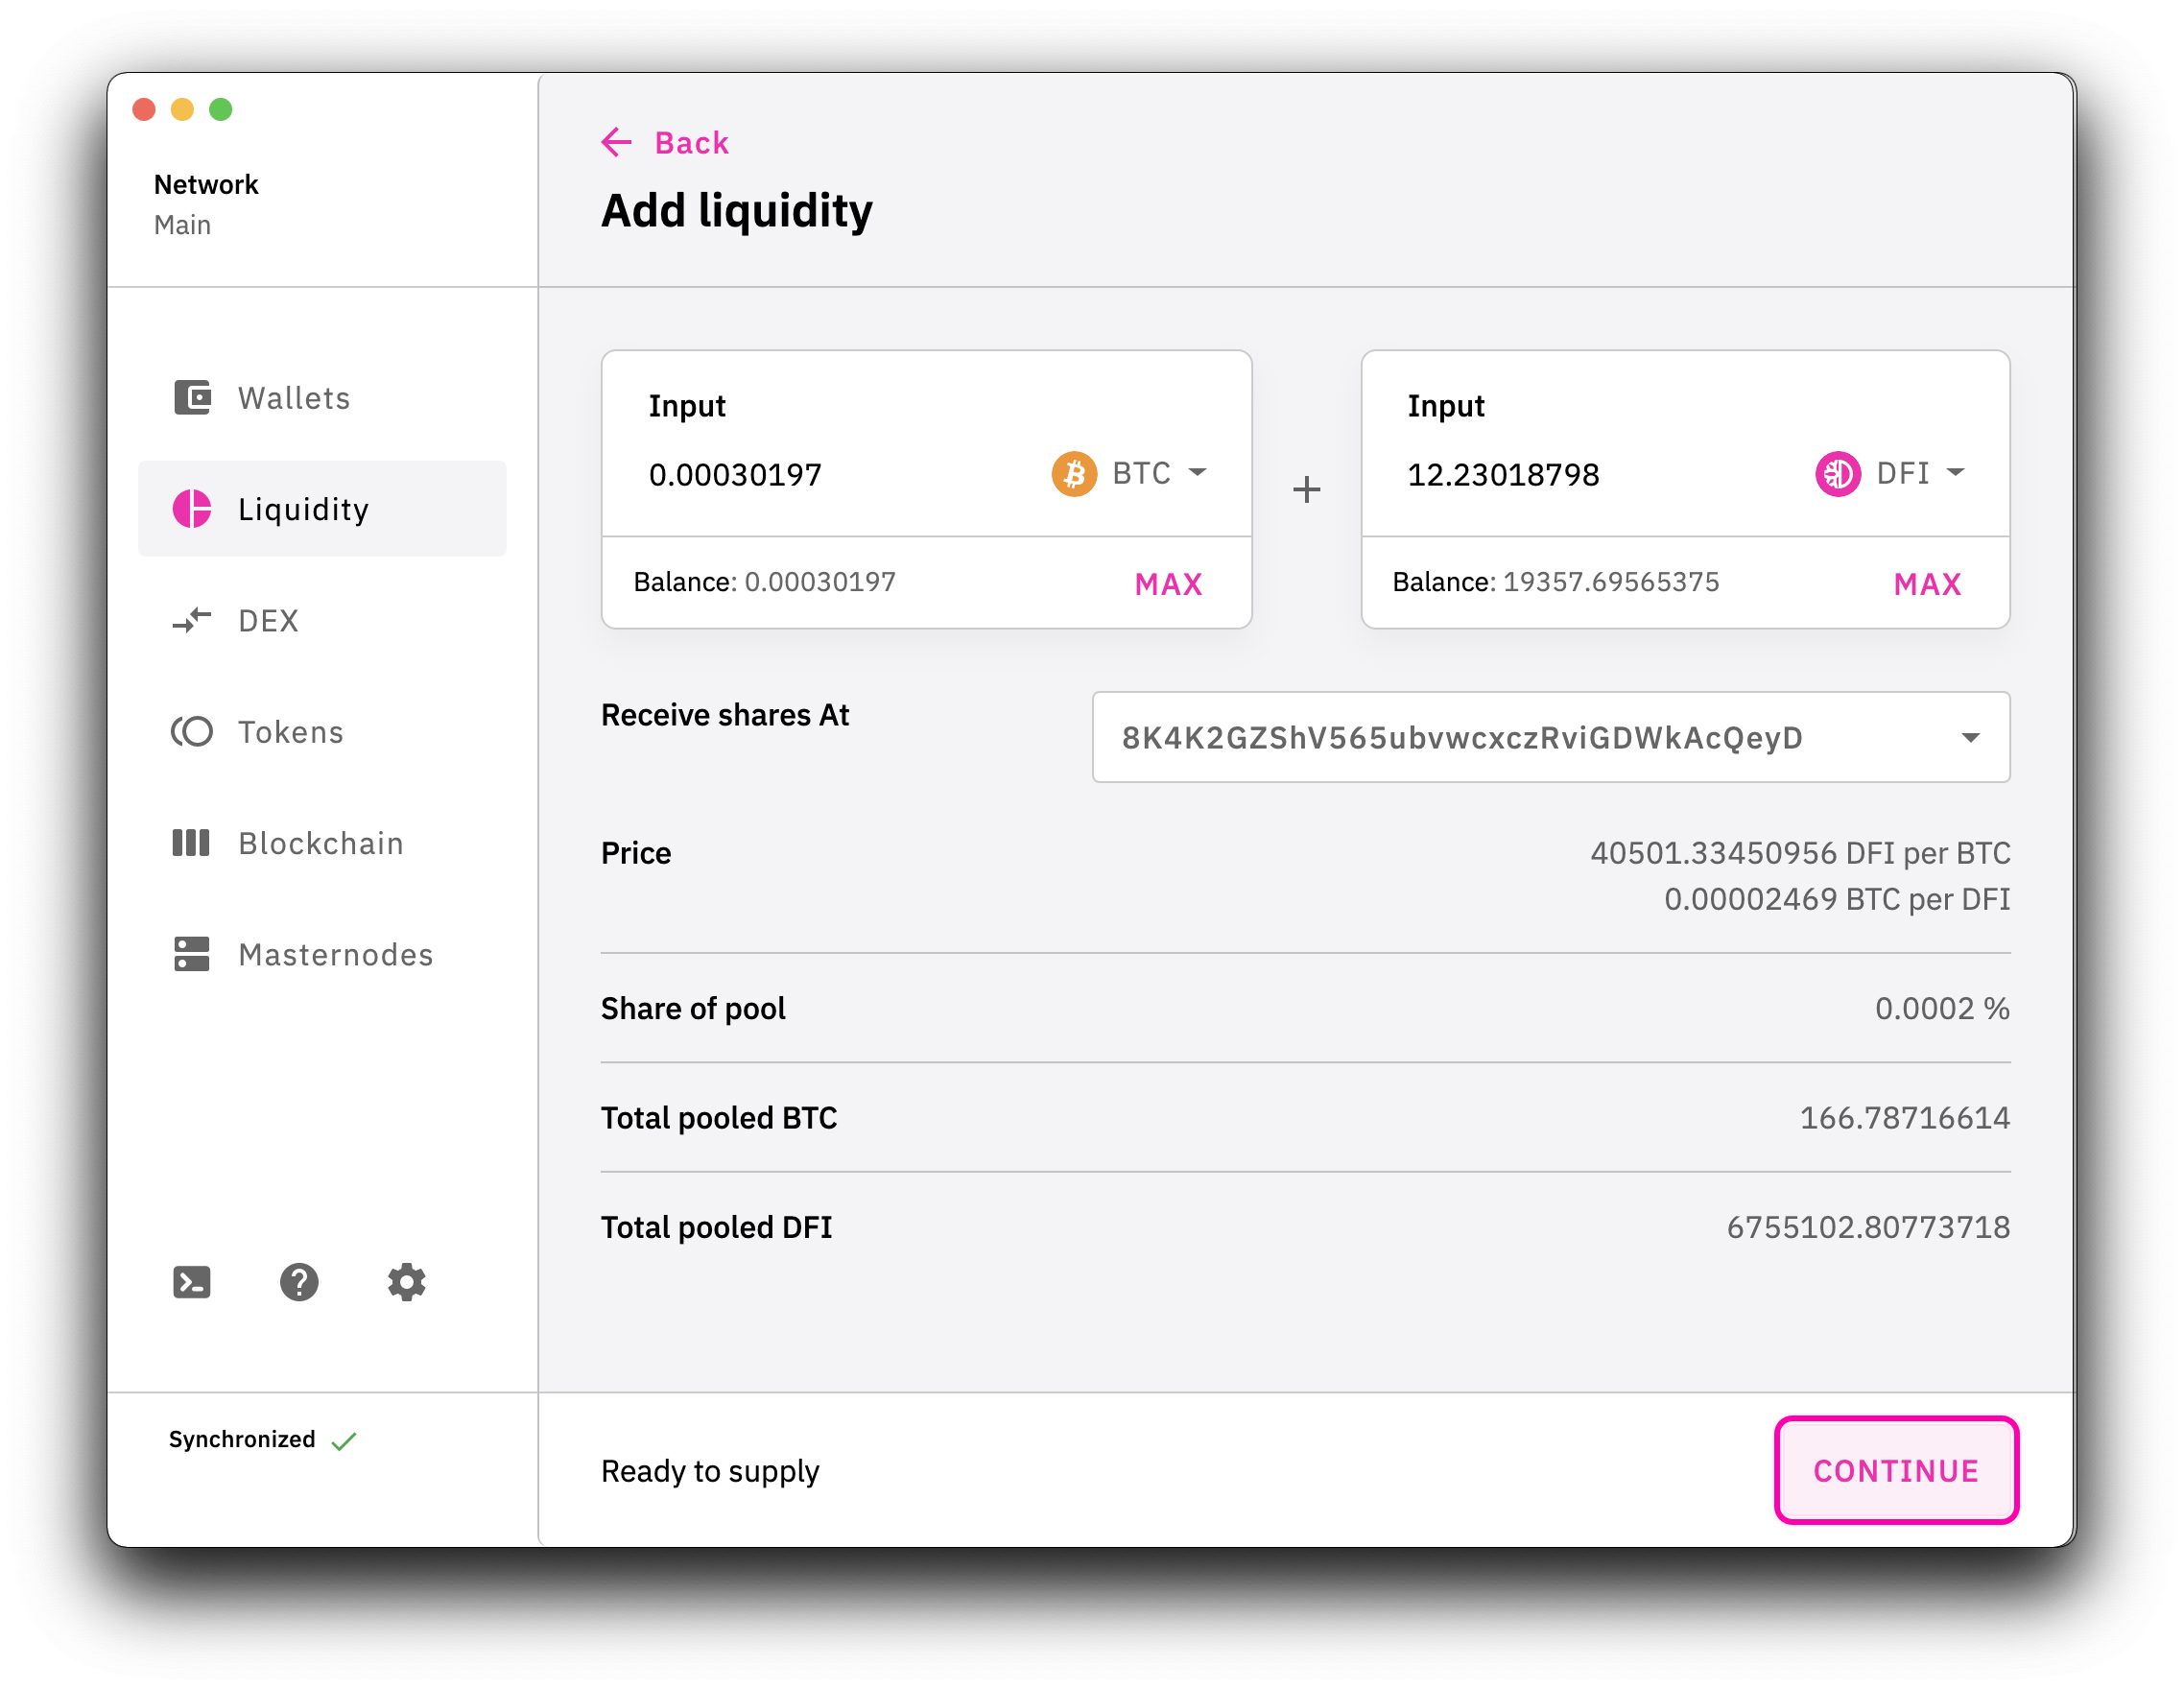 Network
Main
Wallets
Liquidity
DEX
Tokens
Blockchain
Masternodes
Synchronized
Back
Add liquidity
Input
0.00030197 BTC
Balance: 0.00030197 MAX
+
Input
12.23018798 DFI
Balance: 19357.69565375 MAX
Receive shares At 8K4K2GZShV565ubvwcxczRviGDWkAcQeyD
Price 40501.33450956 DFI per BTC
0.00002469 BTC per DFI
Share of pool 0.0002 %
Total pooled BTC 166.78716614
Total pooled DFI 6755102.80773718
Ready to supply CONTINUE